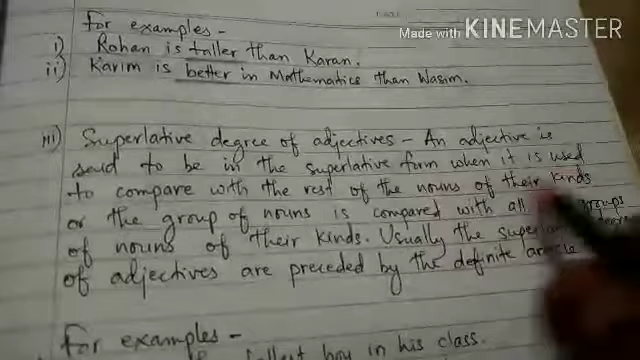 Made with KINEMASTER
For examples -
i) Rohan is taller than Karan.
ii) Karim is better in Mathematics than Wasim.
iii) Superlative degree of adjectives - An adjective is
said to be in the superlative form when it is used
to compare with the rest of the nouns of their kinds
or the group of nouns is compared with all groups
of nouns of their kinds. Usually the
of adjectives are preceded by the definite article
For examples -
tallest boy in his class.